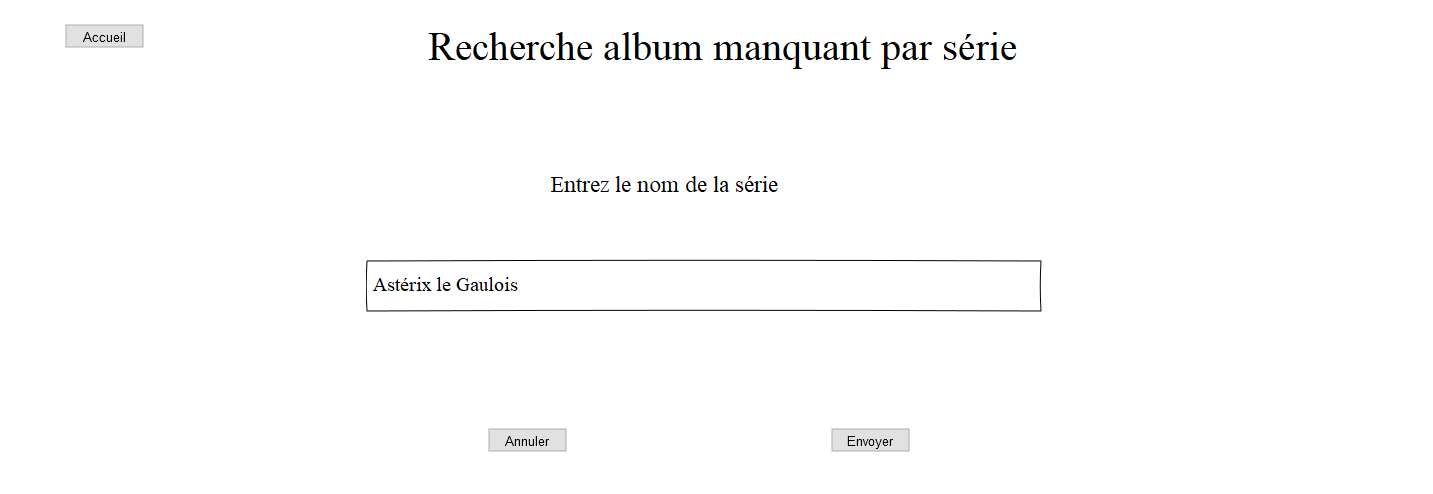 Accueil
Recherche album manquant par série
Entrez le nom de la série
Astérix le Gaulois
Annuler
Envoyer